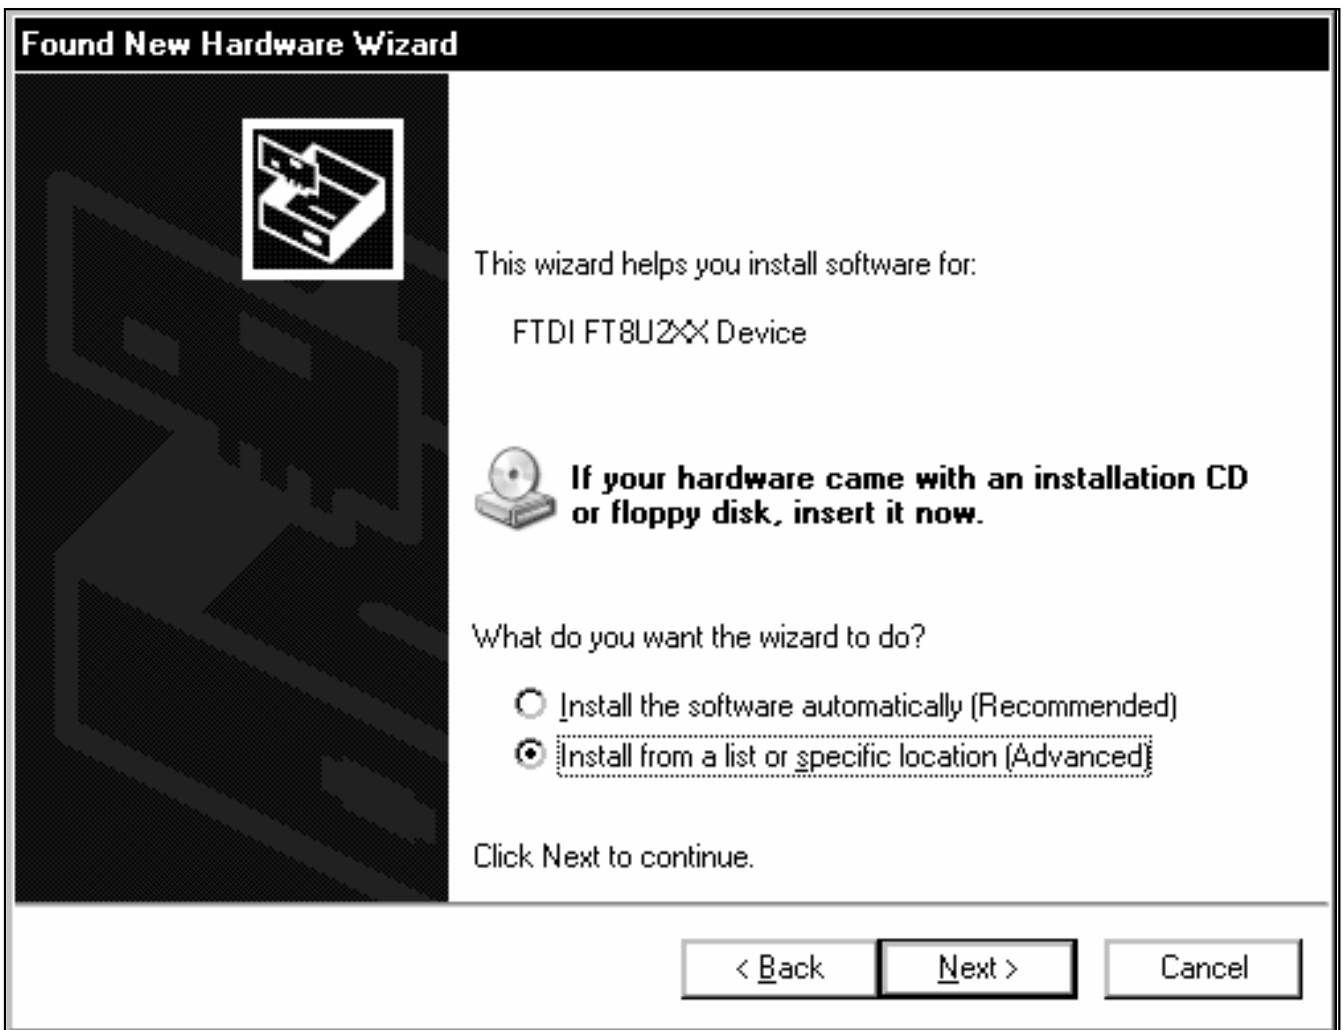 Found New Hardware Wizard
This wizard helps you install software for:
FTDI FT8U2XX Device
If your hardware came with an installation CD
or floppy disk, insert it now.
What do you want the wizard to do?
Install the software automatically (Recommended)
Install from a list or specific location (Advanced)
Click Next to continue.
< Back
Next >
Cancel